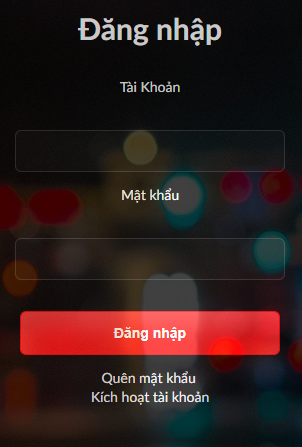 Đăng nhập
Tài Khoản
Mật khẩu
Đăng nhập
Quên mật khẩu
Kích hoạt tài khoản